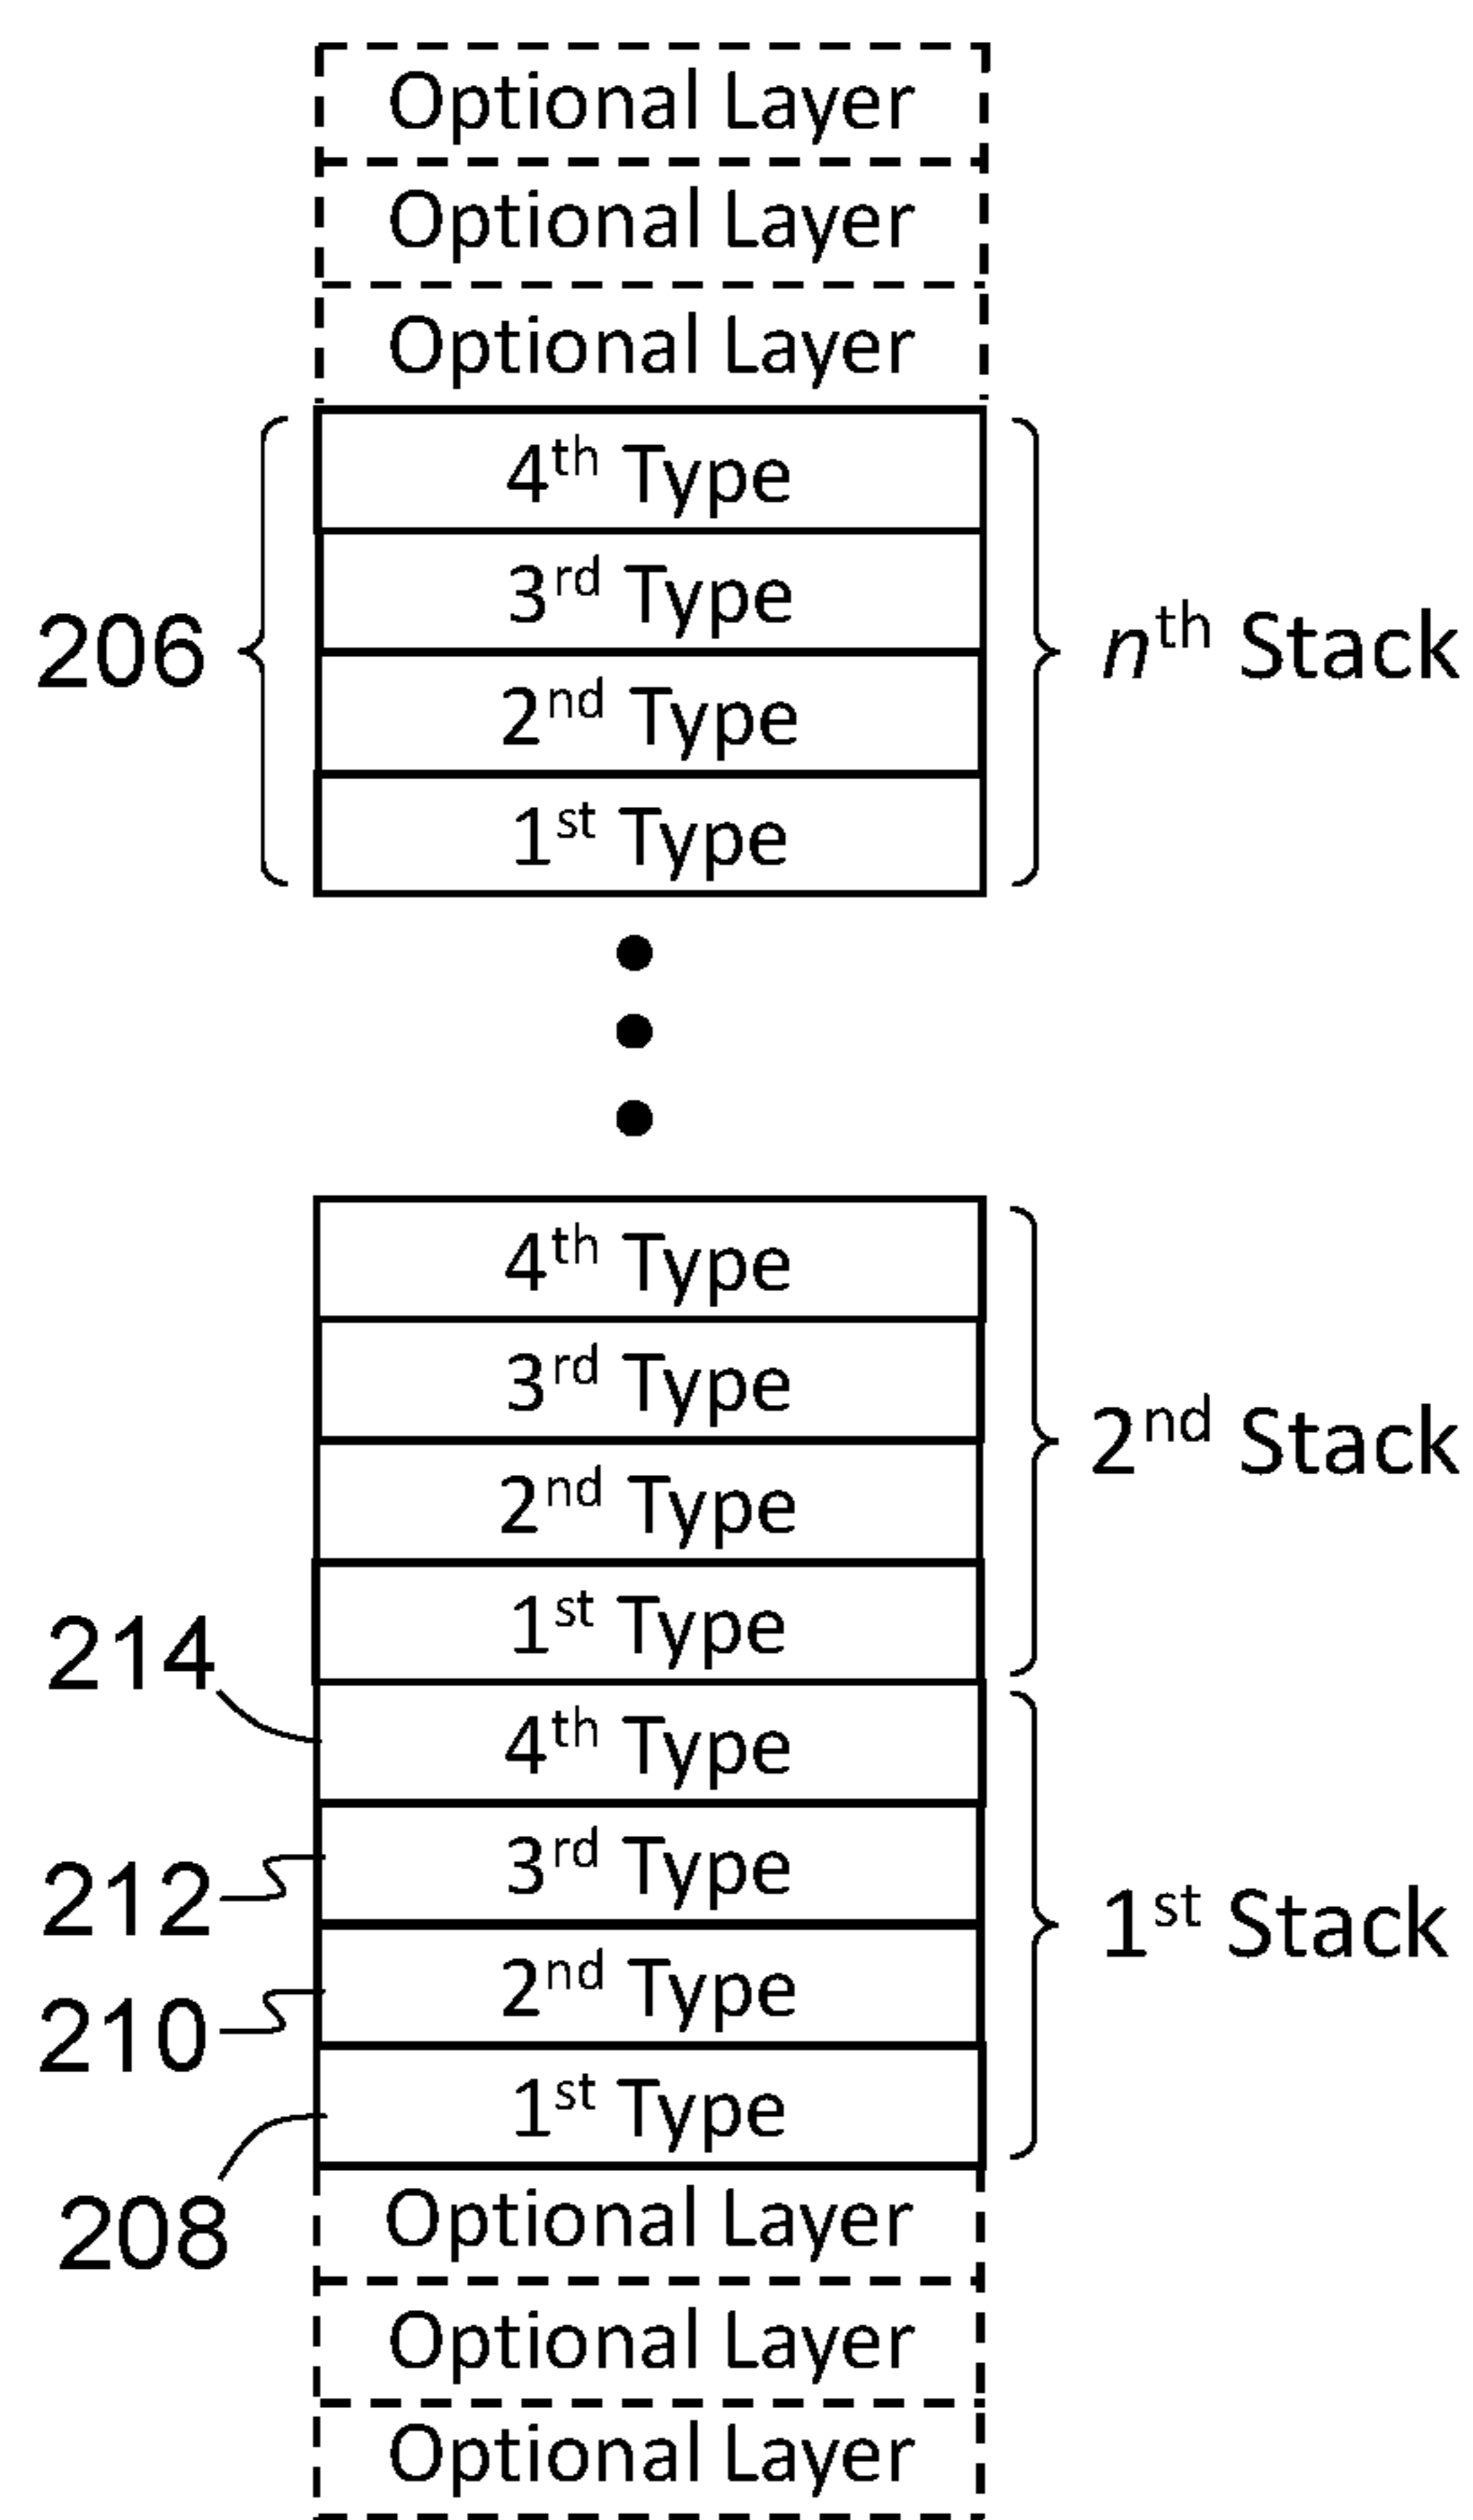 Optional Layer
Optional Layer
Optional Layer
4th Type
3rd Type
206
nth Stack
2nd Type
1st Type
4th Type
3rd Type
2nd Stack
2nd Type
1st Type
214
4th Type
3rd Type
212
1st Stack
2nd Type
210
1st Type
208
Optional Layer
Optional Layer
Optional Layer